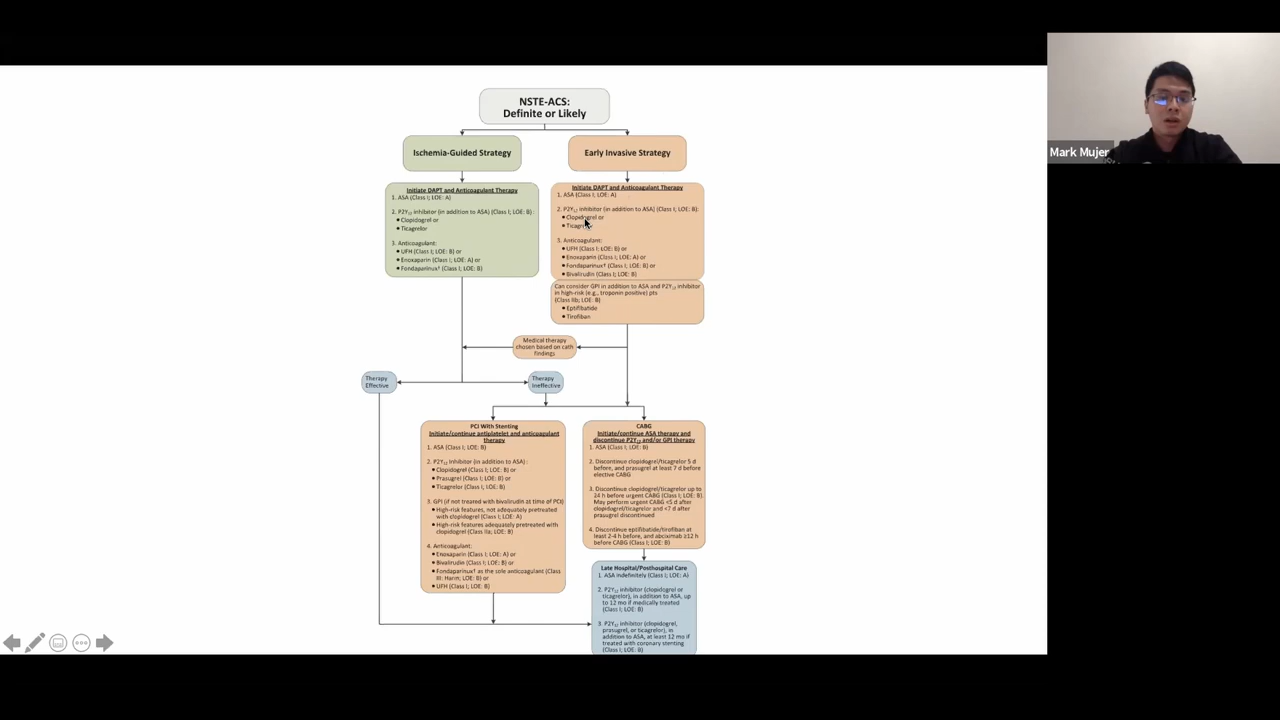 NSTE-ACS:
Definite or Likely
Ischemia-Guided Strategy
Early Invasive Strategy
Initiate DAPT and Anticoagulant Therapy
1. ASA (Class I; LOE: A)
2. P2Y12 inhibitor (in addition to ASA) (Class I; LOE: B):
● Clopidogrel or
● Ticagrelor
3. Anticoagulant:
● UFH (Class I; LOE: B) or
● Enoxaparin (Class I; LOE: A) or
● Fondaparinux† (Class I; LOE: B)
Initiate DAPT and Anticoagulant Therapy
1. ASA (Class I; LOE: A)
2. P2Y12 inhibitor (in addition to ASA) (Class I; LOE: B):
● Clopidogrel or
● Ticagrelor
3. Anticoagulant:
● UFH (Class I; LOE: B) or
● Enoxaparin (Class I; LOE: A) or
● Fondaparinux† (Class I; LOE: B) or
● Bivalirudin (Class I; LOE: B)
Can consider GPI in addition to ASA and P2Y12 inhibitor
in high-risk (e.g., troponin positive) pts
(Class IIb; LOE: B)
● Eptifibatide
● Tirofiban
Medical therapy
chosen based on cath
findings
Therapy
Effective
Therapy
Ineffective
PCI With Stenting
Initiate/continue antiplatelet and anticoagulant
therapy
1. ASA (Class I; LOE: B)
2. P2Y12 Inhibitor (in addition to ASA) :
● Clopidogrel (Class I; LOE: B) or
● Prasugrel (Class I; LOE: B) or
● Ticagrelor (Class I; LOE: B)
3. GPI (if not treated with bivalirudin at time of PCI)
● High-risk features, not adequately pretreated
with clopidogrel (Class I; LOE: A)
● High-risk features adequately pretreated with
clopidogrel (Class IIa; LOE: B)
4. Anticoagulant:
● Enoxaparin (Class I; LOE: A) or
● Bivalirudin (Class I; LOE: B) or
● Fondaparinux† as the sole anticoagulant (Class
III: Harm; LOE: B) or
● UFH (Class I; LOE: B)
CABG
Initiate/continue ASA therapy and
discontinue P2Y12 and/or GPI therapy
1. ASA (Class I; LOE: B)
2. Discontinue clopidogrel/ticagrelor 5 d
before, and prasugrel at least 7 d before
elective CABG
3. Discontinue clopidogrel/ticagrelor up to
24 h before urgent CABG (Class I; LOE: B).
May perform urgent CABG <5 d after
clopidogrel/ticagrelor and <7 d after
prasugrel discontinued
4. Discontinue eptifibatide/tirofiban at
least 2-4 h before, and abciximab ≥12 h
before CABG (Class I; LOE: B)
Late Hospital/Posthospital Care
1. ASA indefinitely (Class I; LOE: A)
2. P2Y12 inhibitor (clopidogrel or
ticagrelor), in addition to ASA, up
to 12 mo if medically treated
(Class I; LOE: B)
3. P2Y12 inhibitor (clopidogrel,
prasugrel, or ticagrelor), in
addition to ASA, at least 12 mo if
treated with coronary stenting
(Class I; LOE: B)
Mark Mujer